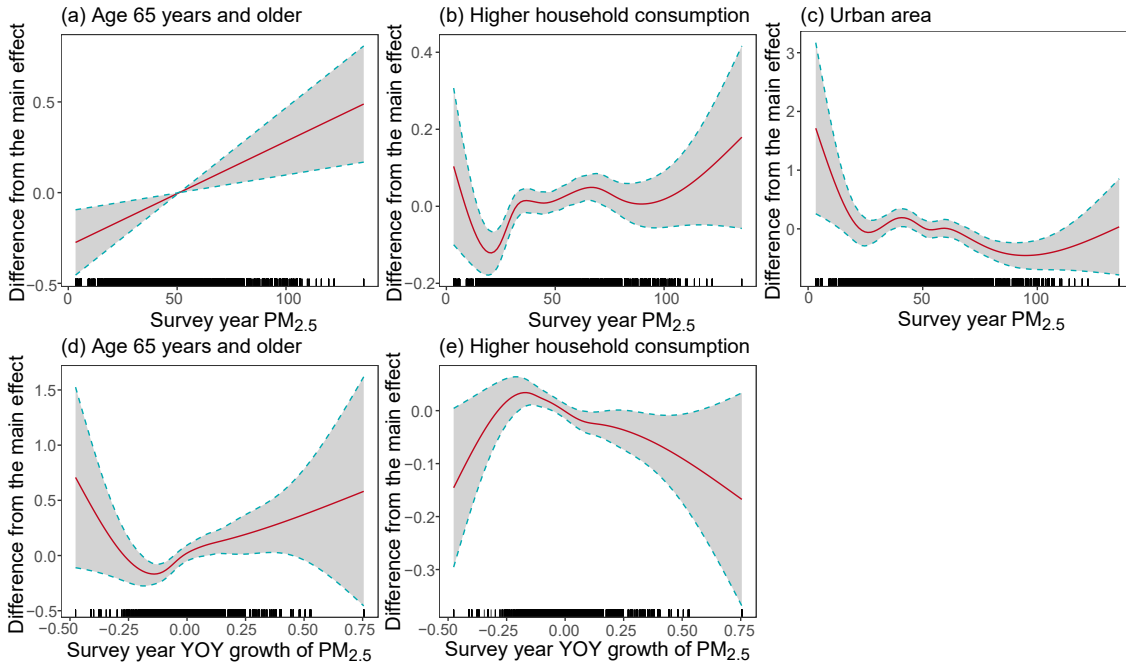 (a) Age 65 years and older
Difference from the main effect
0.5
0.0
−0.5
0
50
100
Survey year PM2.5
(b) Higher household consumption
Difference from the main effect
0.4
0.2
0.0
−0.2
0
50
100
Survey year PM2.5
(c) Urban area
Difference from the main effect
3
2
1
0
0
50
100
Survey year PM2.5
(d) Age 65 years and older
Difference from the main effect
1.5
1.0
0.5
0.0
−0.5
−0.50
−0.25
0.00
0.25
0.50
0.75
Survey year YOY growth of PM2.5
(e) Higher household consumption
Difference from the main effect
0.0
−0.1
−0.2
−0.3
−0.50
−0.25
0.00
0.25
0.50
0.75
Survey year YOY growth of PM2.5